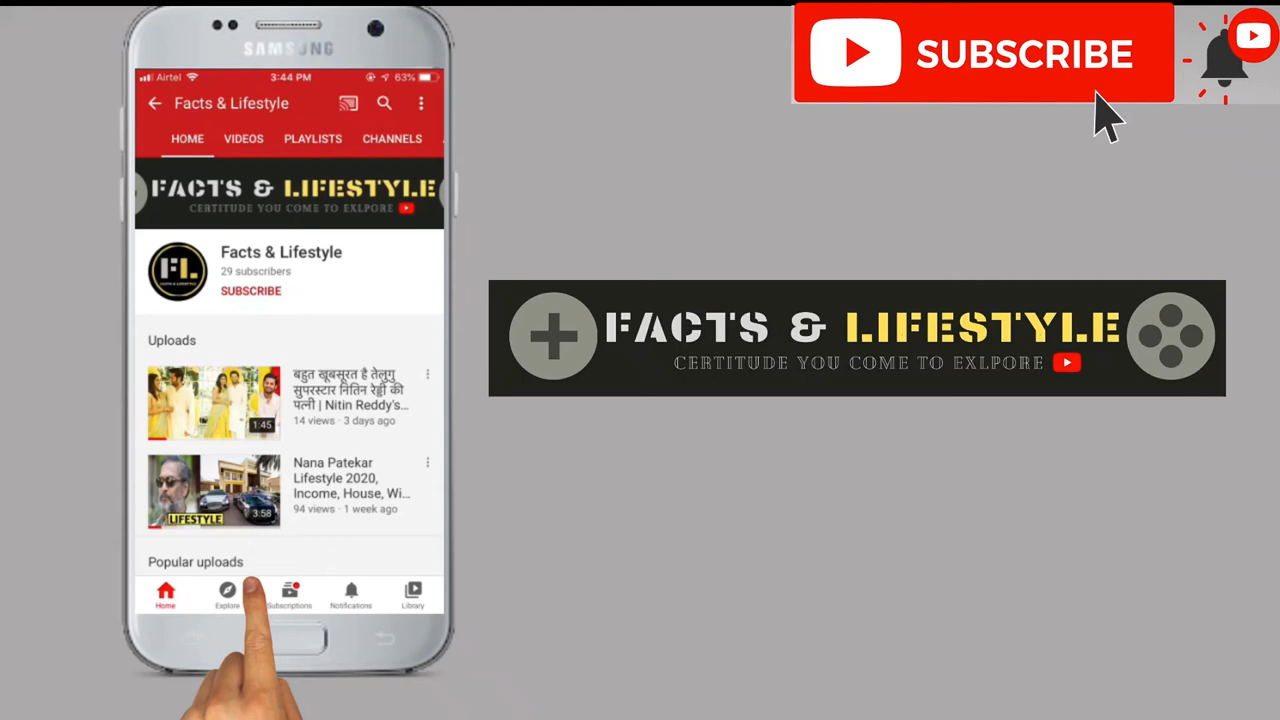 SAMSUNG
Airtel
3:44 PM
63%
Facts & Lifestyle
HOME VIDEOS PLAYLISTS CHANNELS
FACTS & LIFESTYLE
CERTITUDE YOU COME TO EXLPORE
FL
Facts & Lifestyle
29 subscribers
SUBSCRIBE
Uploads
1:45
बहुत खूबसूरत है तेलुगु
सुपरस्टार नितिन रेड्डी की
पत्नी | Nitin Reddy's...
14 views · 3 days ago
LIFESTYLE
3:58
Nana Patekar
Lifestyle 2020,
Income, House, Wi...
94 views · 1 week ago
Popular uploads
Home Explore Subscriptions Notifications Library
SUBSCRIBE
FACTS & LIFESTYLE
CERTITUDE YOU COME TO EXLPORE